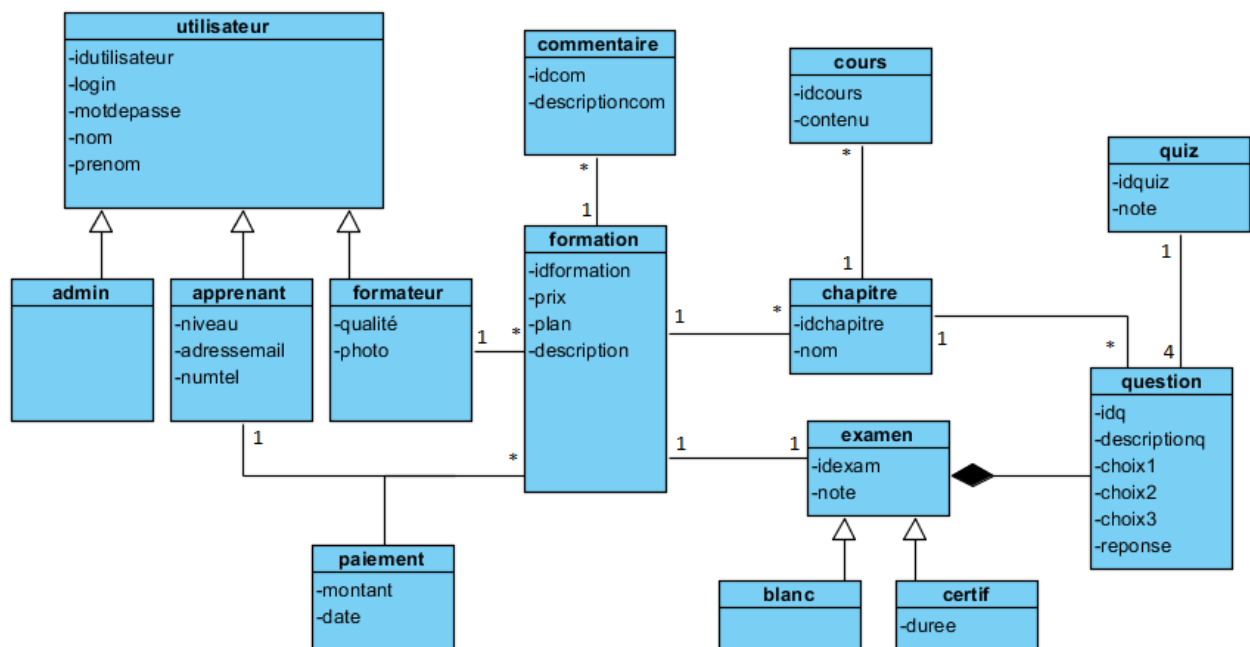 utilisateur
-idutilisateur
-login
-motdepasse
-nom
-prenom
commentaire
-idcom
-descriptioncom
cours
-idcours
-contenu
quiz
-idquiz
-note
*
1
*
1
1
4
admin
apprenant
-niveau
-adressemail
-numtel
formateur
-qualité
-photo
1
*
formation
-idformation
-prix
-plan
-description
1
*
chapitre
-idchapitre
-nom
1
*
question
-idq
-descriptionq
-choix1
-choix2
-choix3
-reponse
1
*
1
1
examen
-idexam
-note
paiement
-montant
-date
blanc
certif
-duree